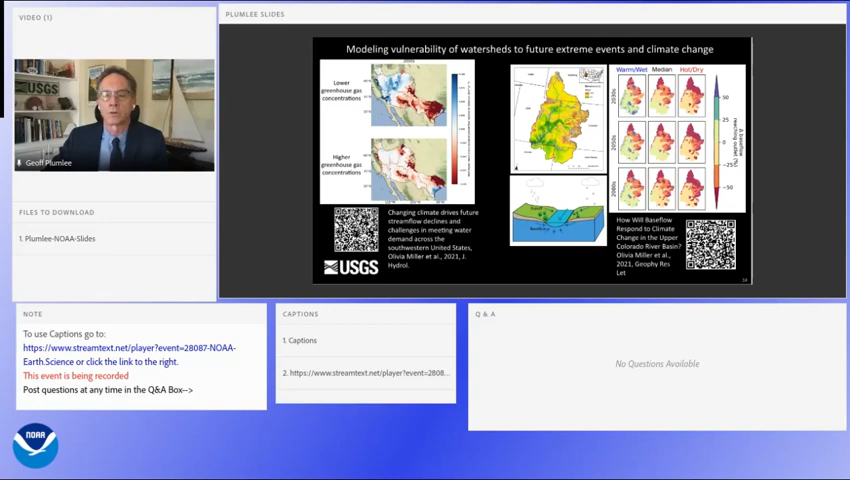 VIDEO (1)
USGS
Geoff Plumlee
FILES TO DOWNLOAD
1. Plumlee-NOAA-Slides
PLUMLEE SLIDES
Modeling vulnerability of watersheds to future extreme events and climate change
Lower
greenhouse gas
concentrations
Higher
greenhouse gas
concentrations
USGS
Changing climate drives future
streamflow declines and
challenges in meeting water
demand across the
southwestern United States,
Olivia Miller et al., 2021, J.
Hydrol.
Warm/Wet Median Hot/Dry
2030s
2050s
2080s
50
25
0
−25
−50
Δ baseflow
reaching outlet (%)
How Will Baseflow
Respond to Climate
Change in the Upper
Colorado River Basin?
Olivia Miller et al.,
2021, Geophy Res
Let
NOTE
To use Captions go to:
https://www.streamtext.net/player?event=28087-NOAA-
Earth.Science or click the link to the right.
This event is being recorded
Post questions at any time in the Q&A Box-->
CAPTIONS
1. Captions
2. https://www.streamtext.net/player?event=2808...
Q & A
No Questions Available
NOAA